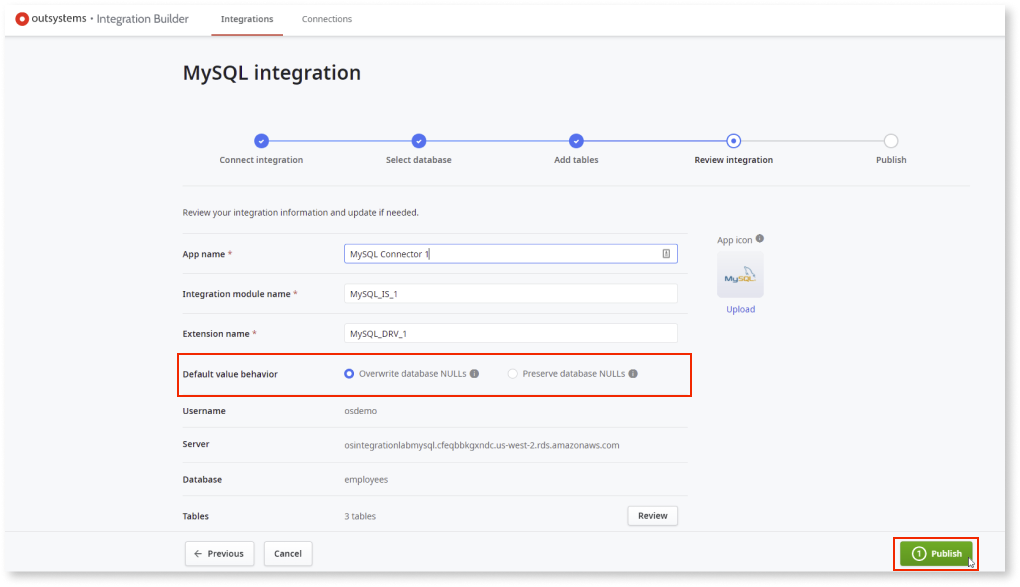 outsystems • Integration Builder Integrations Connections
MySQL integration
Connect integration Select database Add tables Review integration Publish
Review your integration information and update if needed.
App name * MySQL Connector 1
App icon
MySQL
Integration module name * MySQL_IS_1
Upload
Extension name * MySQL_DRV_1
Default value behavior Overwrite database NULLs Preserve database NULLs
Username osdemo
Server osintegrationlabmysql.cfeqbbkgxndc.us-west-2.rds.amazonaws.com
Database employees
Tables 3 tables Review
← Previous Cancel 1 Publish